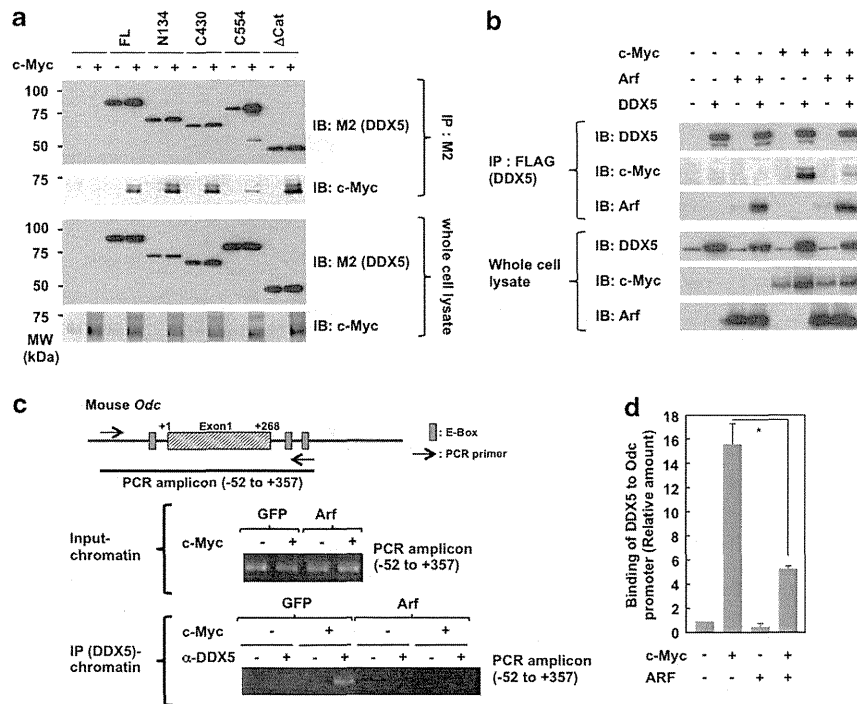 a
FL N134 C430 C554 ΔCat
c-Myc - + - + - + - + - + - +
100
75
50
IB: M2 (DDX5)
75
IB: c-Myc
IP : M2
100
75
50
IB: M2 (DDX5)
75
IB: c-Myc
MW
(kDa)
whole cell lysate
b
c-Myc - - - - + + + +
Arf - - + + - - + +
DDX5 - + - + - + - +
IP : FLAG
(DDX5)
IB: DDX5
IB: c-Myc
IB: Arf
Whole cell
lysate
IB: DDX5
IB: c-Myc
IB: Arf
c
Mouse Odc
+1 Exon1 +268
: E-Box
: PCR primer
PCR amplicon (-52 to +357)
GFP Arf
Input-
chromatin
c-Myc - + - +
PCR amplicon
(-52 to +357)
GFP Arf
c-Myc - + - +
IP (DDX5)-
chromatin
α-DDX5 - + - + - + - +
PCR amplicon
(-52 to +357)
d
Binding of DDX5 to Odc
promoter (Relative amount)
18
16
14
12
10
8
6
4
2
0
*
c-Myc - + - +
ARF - - + +